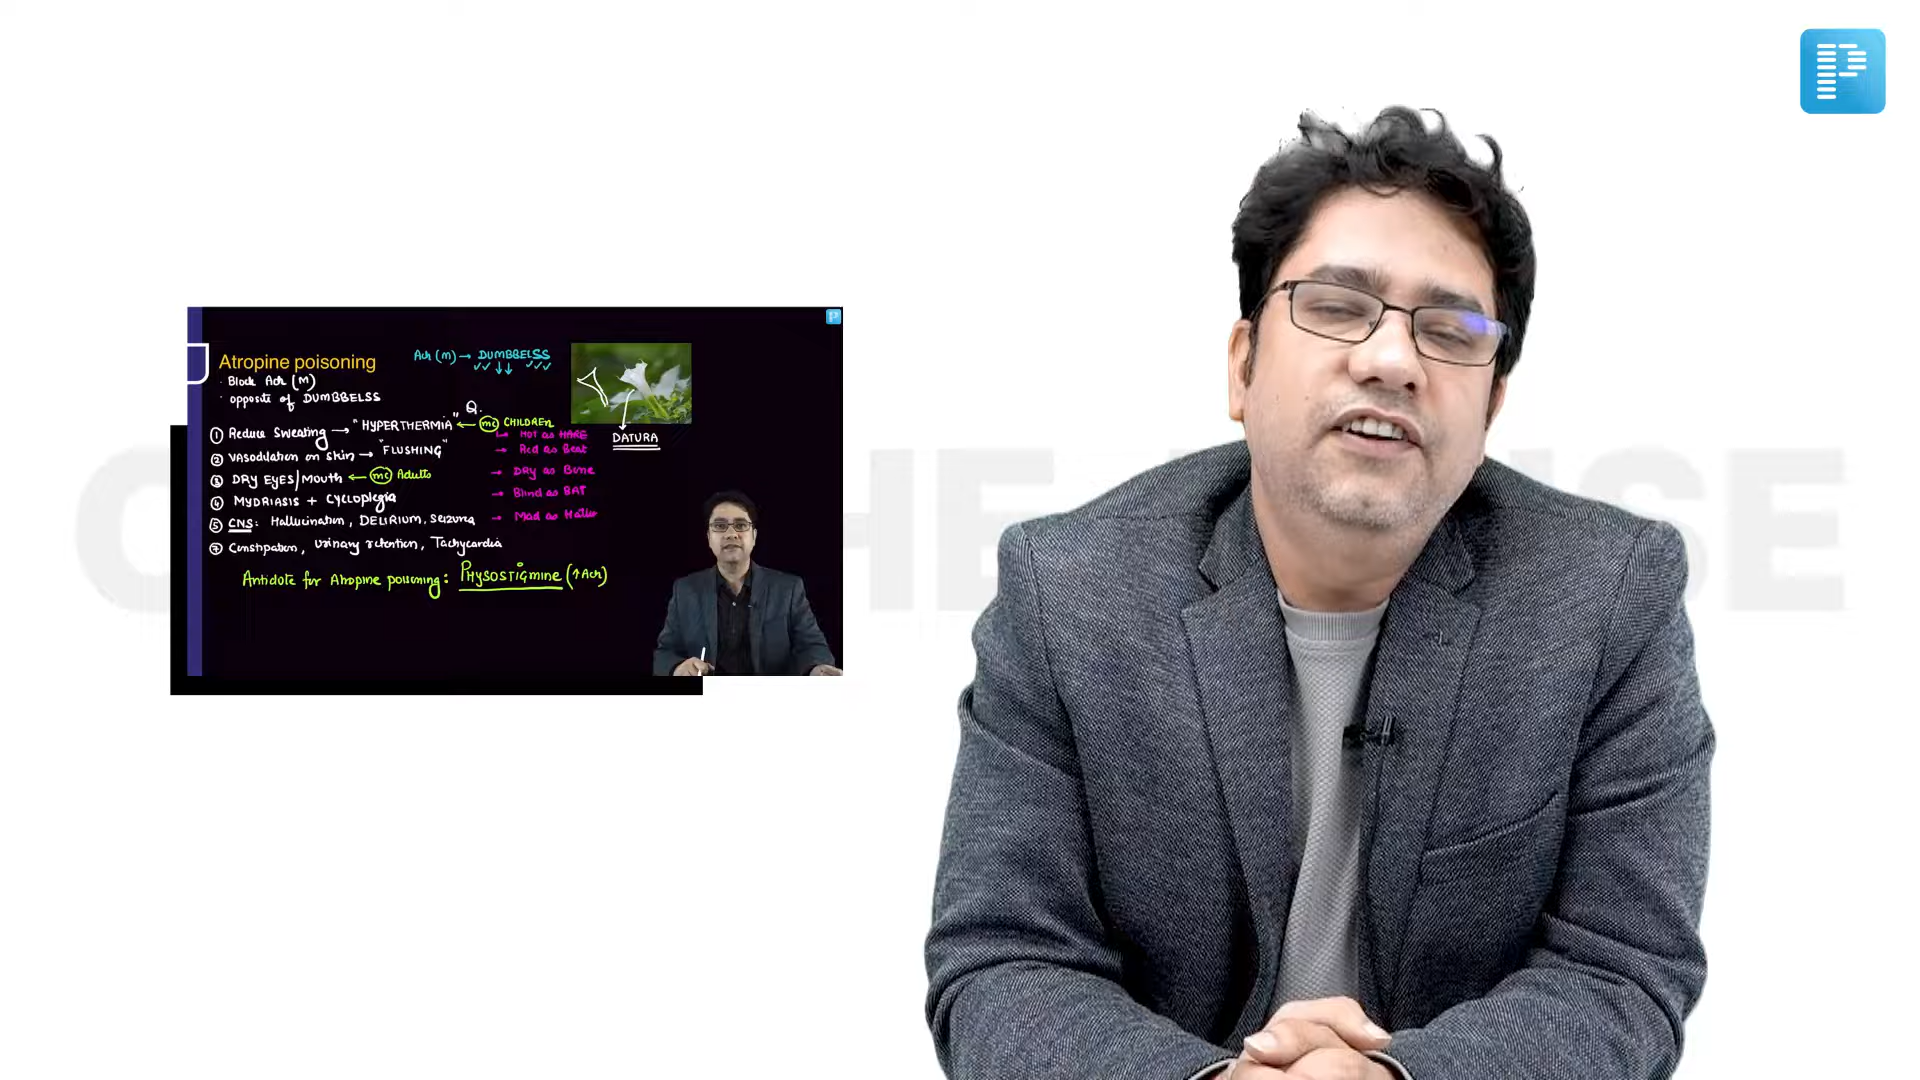 Atropine poisoning
Ach (M) → DUMBBELSS
· Block Ach (M)
· opposite of DUMBBELSS
Q.
① Reduce Sweating → "HYPERTHERMIA" ← mc CHILDREN
② VASodilation on Skin → "FLUSHING"
③ DRY EYES/MOUTH ← mc Adults
④ MYDRIASIS + Cycloplegia
⑤ CNS: Hallucination, DELIRIUM, Seizures
⑦ Constipation, Urinary retention, Tachycardia
→ HOT as HARE
→ Red as Beat
→ DRy as Bone
→ Blind as BAT
→ Mad as Hatter
DATURA
Antidote for Atropine poisoning: PHYSOSTIGMINE (↑Ach)